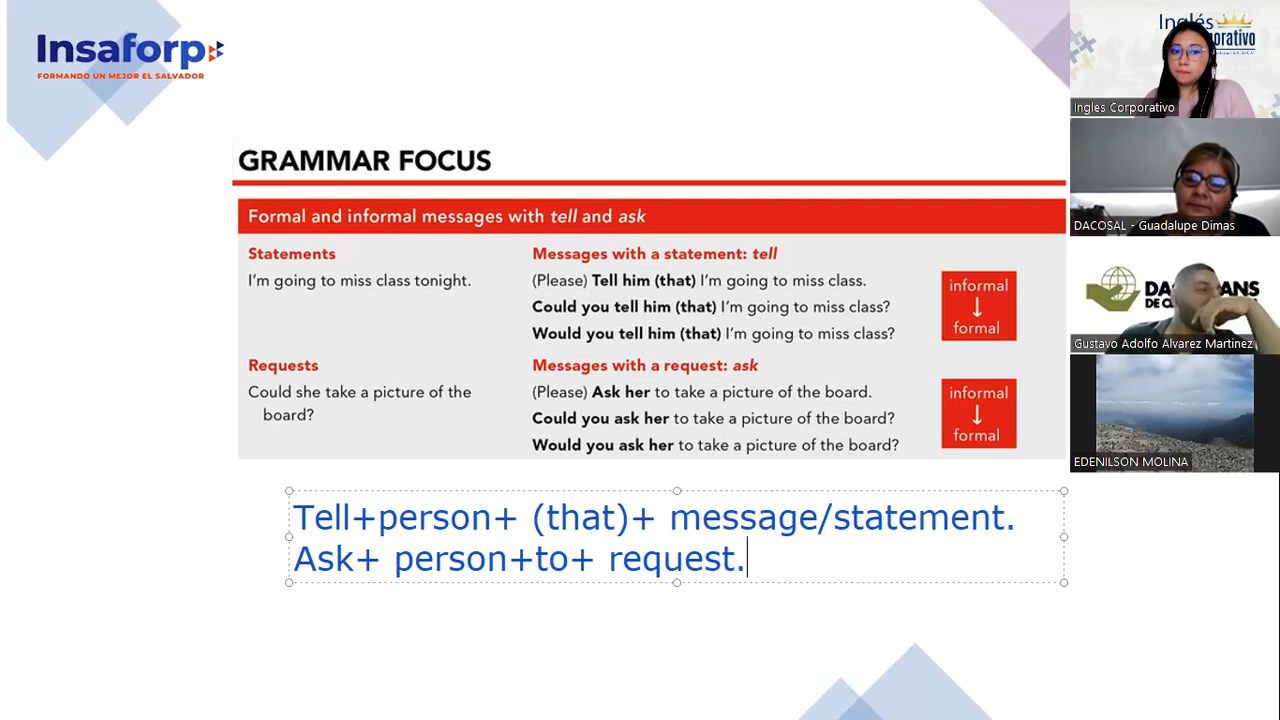 Insaforp
FORMANDO UN MEJOR EL SALVADOR
GRAMMAR FOCUS
Formal and informal messages with tell and ask
Statements
I'm going to miss class tonight.
Messages with a statement: tell
(Please) Tell him (that) I'm going to miss class.
Could you tell him (that) I'm going to miss class?
Would you tell him (that) I'm going to miss class?
informal
formal
Requests
Could she take a picture of the
board?
Messages with a request: ask
(Please) Ask her to take a picture of the board.
Could you ask her to take a picture of the board?
Would you ask her to take a picture of the board?
informal
formal
Tell+person+ (that)+ message/statement.
Ask+ person+to+ request.
Inglés
Ingles Corporativo
DACOSAL - Guadalupe Dimas
Gustavo Adolfo Alvarez Martinez
EDENILSON MOLINA